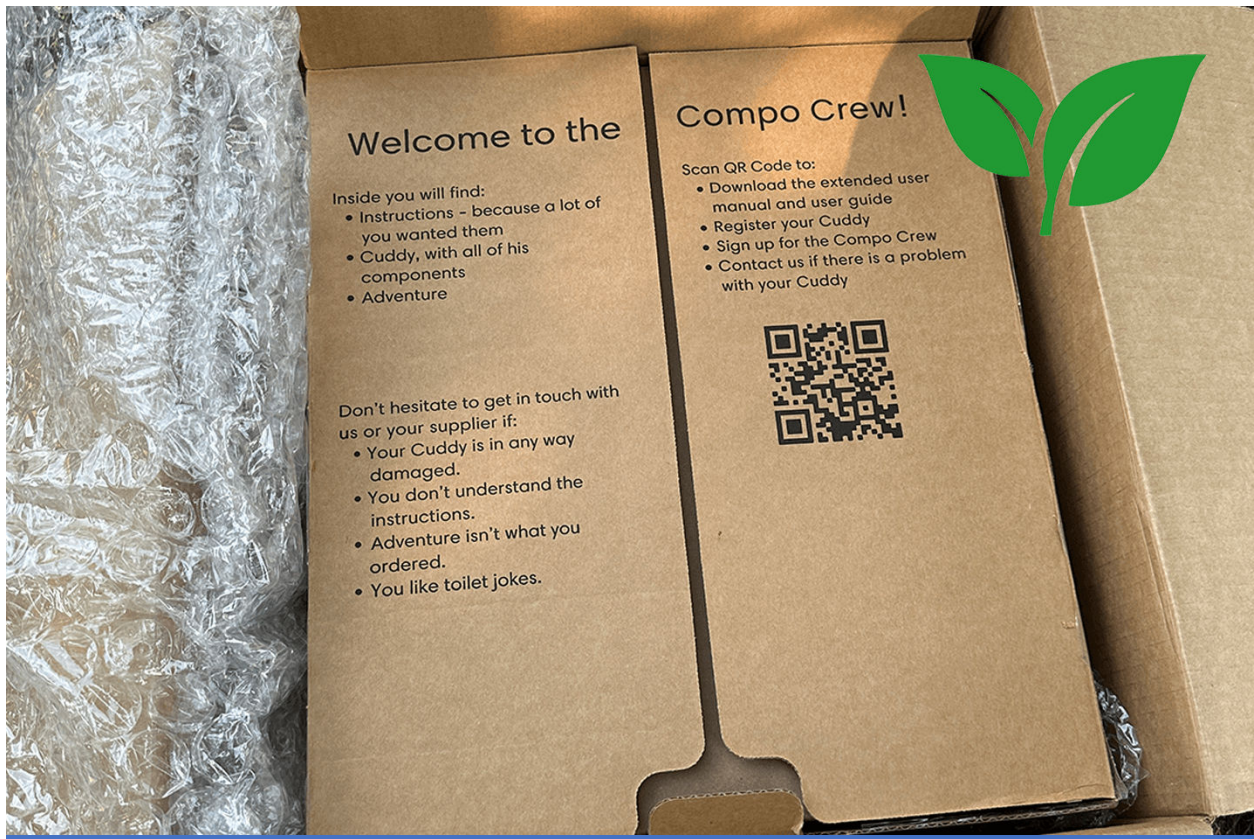 Welcome to the
Compo Crew!
Inside you will find:
• Instructions - because a lot of
you wanted them
• Cuddy, with all of his
components
• Adventure
Don't hesitate to get in touch with
us or your supplier if:
• Your Cuddy is in any way
damaged.
• You don't understand the
instructions.
• Adventure isn't what you
ordered.
• You like toilet jokes.
Scan QR Code to:
• Download the extended user
manual and user guide
• Register your Cuddy
• Sign up for the Compo Crew
• Contact us if there is a problem
with your Cuddy